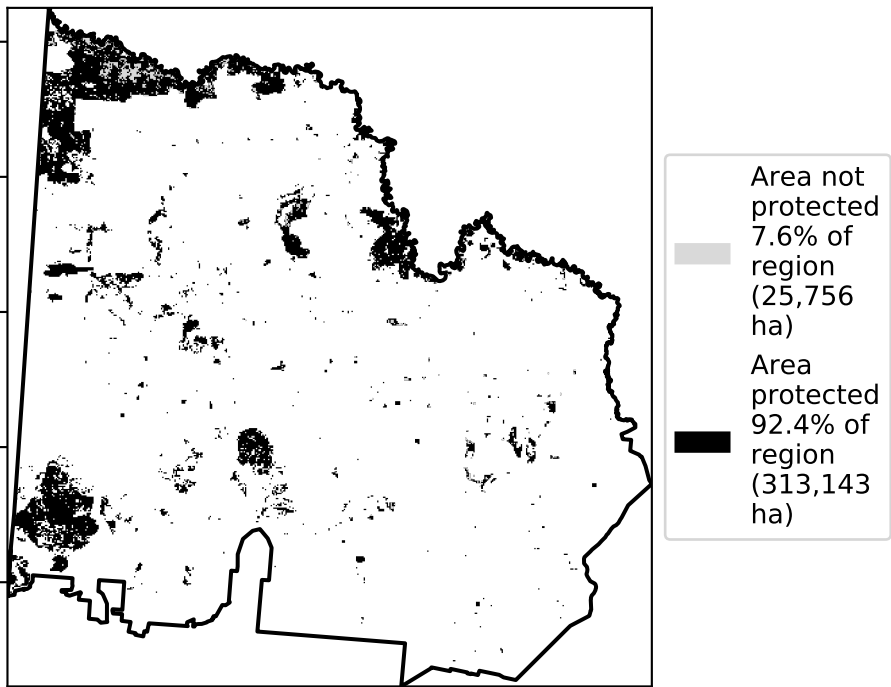 Area not
protected
7.6% of
region
(25,756
ha)
Area
protected
92.4% of
region
(313,143
ha)